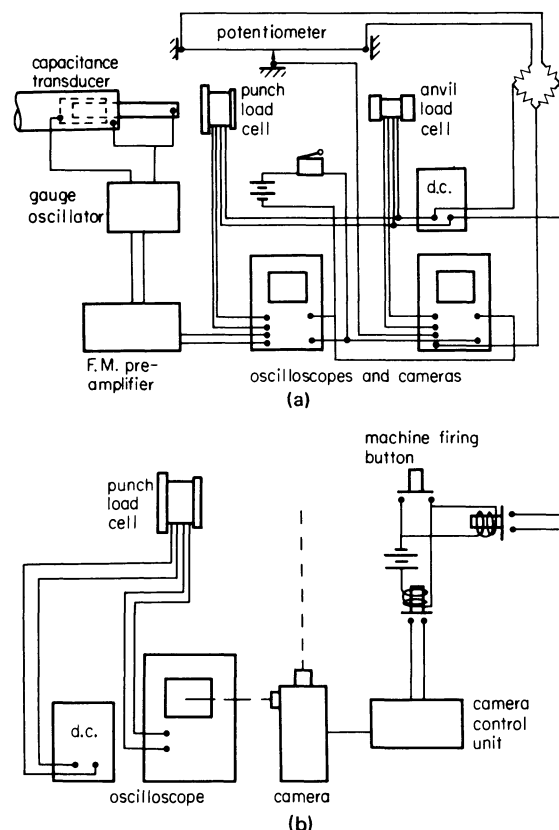 potentiometer
capacitance
transducer
punch
load
cell
anvil
load
cell
d.c.
gauge
oscillator
F.M. pre-
amplifier
oscilloscopes and cameras
(a)
machine firing
button
punch
load
cell
d.c.
oscilloscope
camera
camera
control
unit
(b)